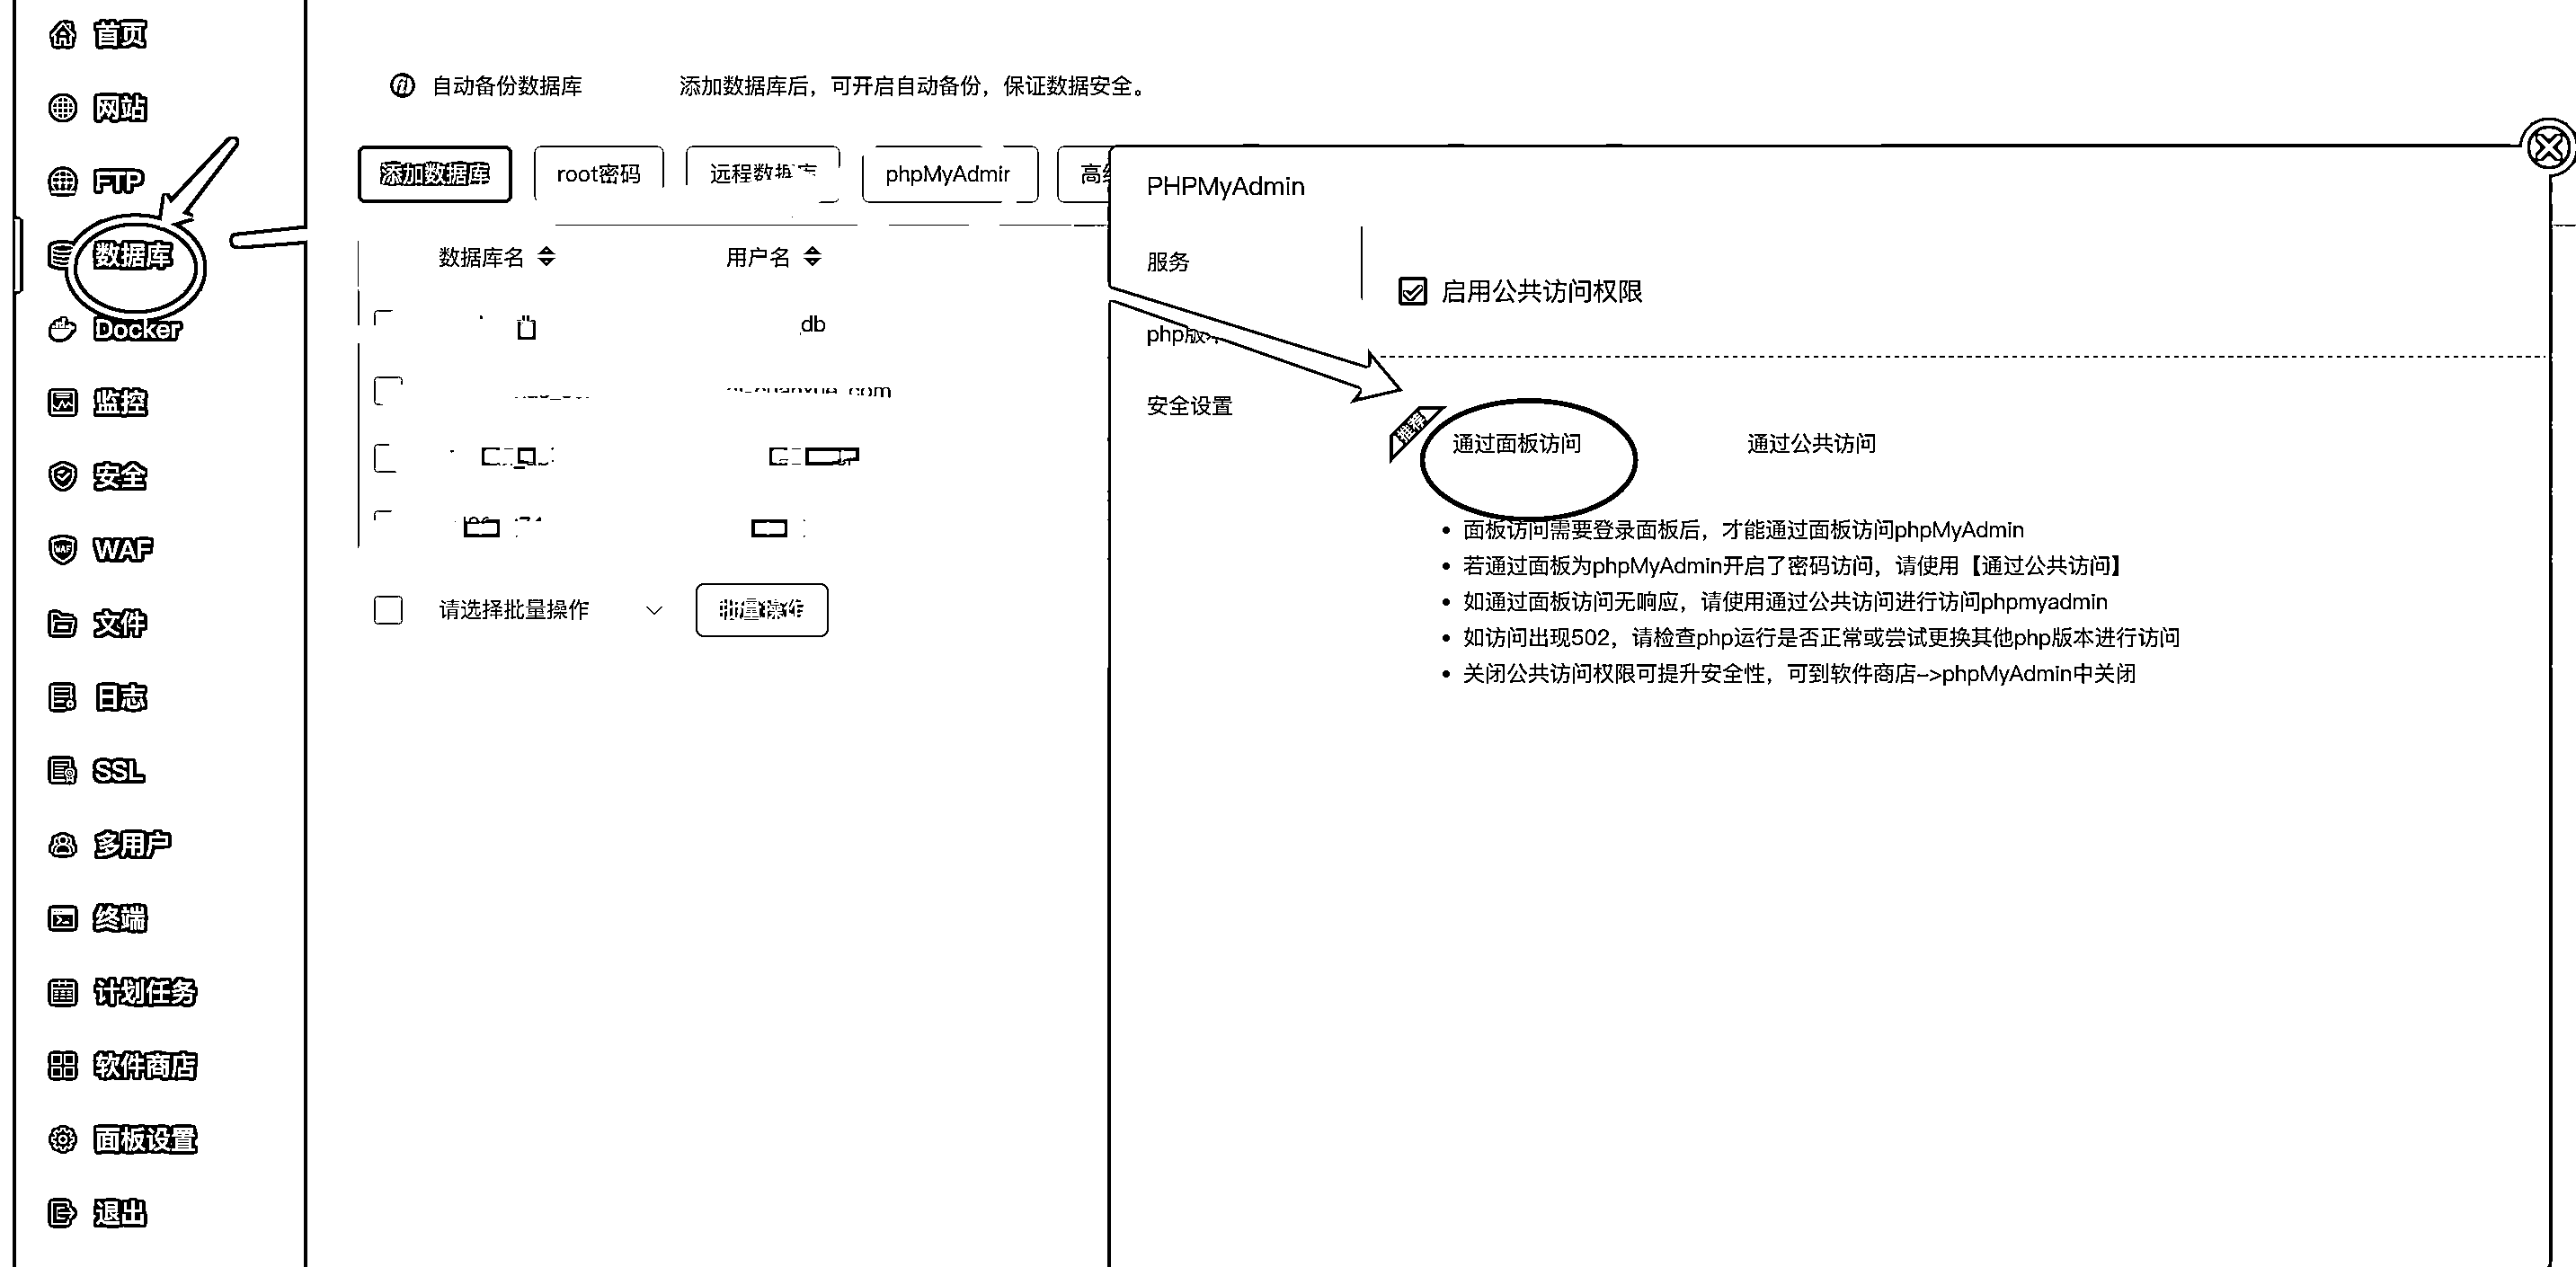 首页
网站
FTP
数据库
Docker
监控
安全
WAF
文件
日志
SSL
多用户
终端
计划任务
软件商店
面板设置
退出
自动备份数据库 添加数据库后，可开启自动备份，保证数据安全。
添加数据库 root密码 远程数据库 phpMyAdmin
数据库名 用户名
db
com
请选择批量操作 批量操作
PHPMyAdmin
服务
php版本
安全设置
启用公共访问权限
推荐
通过面板访问 通过公共访问
面板访问需要登录面板后，才能通过面板访问phpMyAdmin
若通过面板为phpMyAdmin开启了密码访问，请使用【通过公共访问】
如通过面板访问无响应，请使用通过公共访问进行访问phpmyadmin
如访问出现502，请检查php运行是否正常或尝试更换其他php版本进行访问
关闭公共访问权限可提升安全性，可到软件商店->phpMyAdmin中关闭